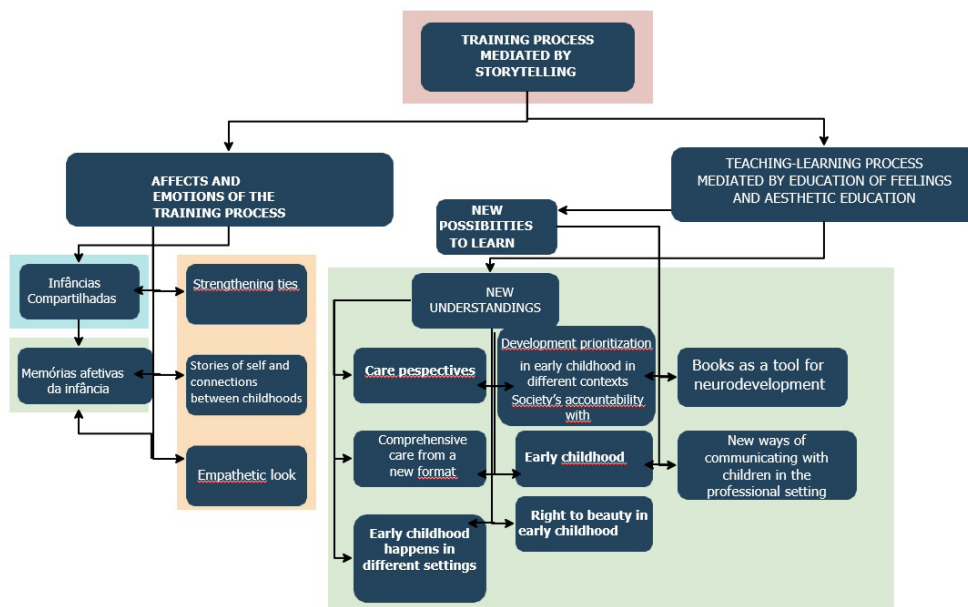 TRAINING PROCESS
MEDIATED BY
STORYTELLING
AFFECTS AND
EMOTIONS OF THE
TRAINING PROCESS
TEACHING-LEARNING PROCESS
MEDIATED BY EDUCATION OF FEELINGS
AND AESTHETIC EDUCATION
NEW
POSSIBIITIES
TO LEARN
Infâncias
Compartilhadas
Strengthening ties
NEW
UNDERSTANDINGS
Memórias afetivas
da infância
Stories of self and
connections
between childhoods
Empathetic look
Care pespectives
Development prioritization
in early childhood in
different contexts
Society's accountability
with
Books as a tool for
neurodevelopment
Comprehensive
care from a
new format
Early childhood
New ways of
communicating with
children in the
professional setting
Early childhood
happens in
different settings
Right to beauty in
early childhood